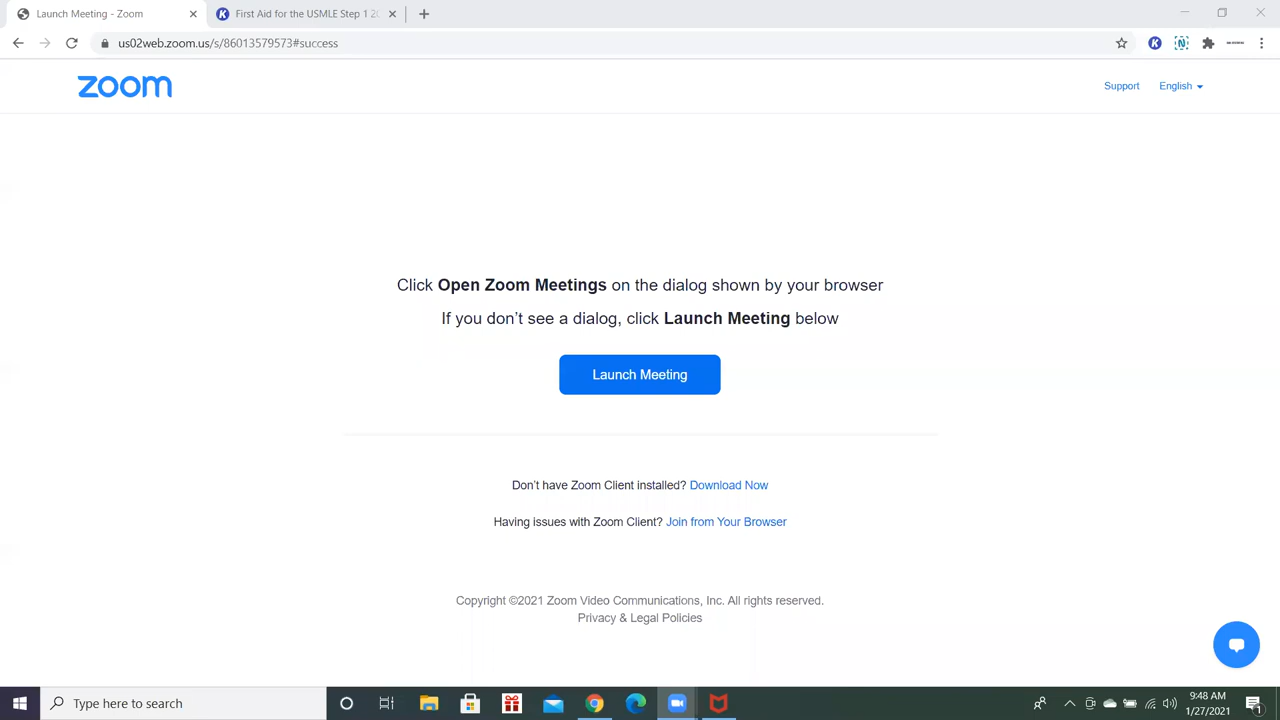 Launch Meeting - Zoom
First Aid for the USMLE Step 1 20
us02web.zoom.us/s/86013579573#success
zoom
Support
English
Click Open Zoom Meetings on the dialog shown by your browser
If you don’t see a dialog, click Launch Meeting below
Launch Meeting
Don’t have Zoom Client installed? Download Now
Having issues with Zoom Client? Join from Your Browser
Copyright ©2021 Zoom Video Communications, Inc. All rights reserved.
Privacy & Legal Policies
Type here to search
9:48 AM
1/27/2021
1